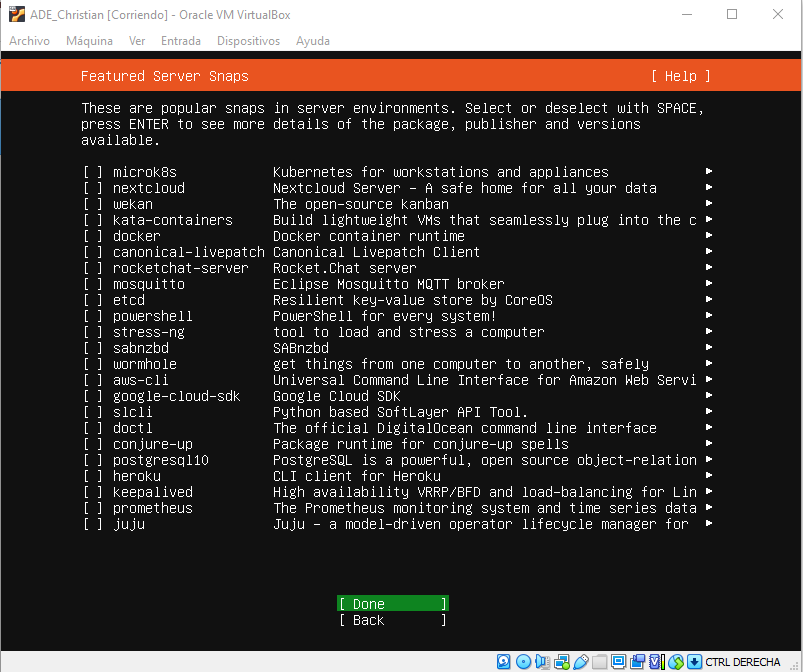 ADE_Christian [Corriendo] - Oracle VM VirtualBox
Archivo Máquina Ver Entrada Dispositivos Ayuda
Featured Server Snaps [ Help ]
These are popular snaps in server environments. Select or deselect with SPACE,
press ENTER to see more details of the package, publisher and versions
available.
[ ] microk8s Kubernetes for workstations and appliances ▸
[ ] nextcloud Nextcloud Server - A safe home for all your data ▸
[ ] wekan The open-source kanban ▸
[ ] kata-containers Build lightweight VMs that seamlessly plug into the c ▸
[ ] docker Docker container runtime ▸
[ ] canonical-livepatch Canonical Livepatch Client ▸
[ ] rocketchat-server Rocket.Chat server ▸
[ ] mosquitto Eclipse Mosquitto MQTT broker ▸
[ ] etcd Resilient key-value store by CoreOS ▸
[ ] powershell PowerShell for every system! ▸
[ ] stress-ng tool to load and stress a computer ▸
[ ] sabnzbd SABnzbd ▸
[ ] wormhole get things from one computer to another, safely ▸
[ ] aws-cli Universal Command Line Interface for Amazon Web Servi ▸
[ ] google-cloud-sdk Google Cloud SDK ▸
[ ] slcli Python based SoftLayer API Tool. ▸
[ ] doctl The official DigitalOcean command line interface ▸
[ ] conjure-up Package runtime for conjure-up spells ▸
[ ] postgresql10 PostgreSQL is a powerful, open source object-relation ▸
[ ] heroku CLI client for Heroku ▸
[ ] keepalived High availability VRRP/BFD and load-balancing for Lin ▸
[ ] prometheus The Prometheus monitoring system and time series data ▸
[ ] juju Juju - a model-driven operator lifecycle manager for ▸
[ Done ]
[ Back ]
CTRL DERECHA